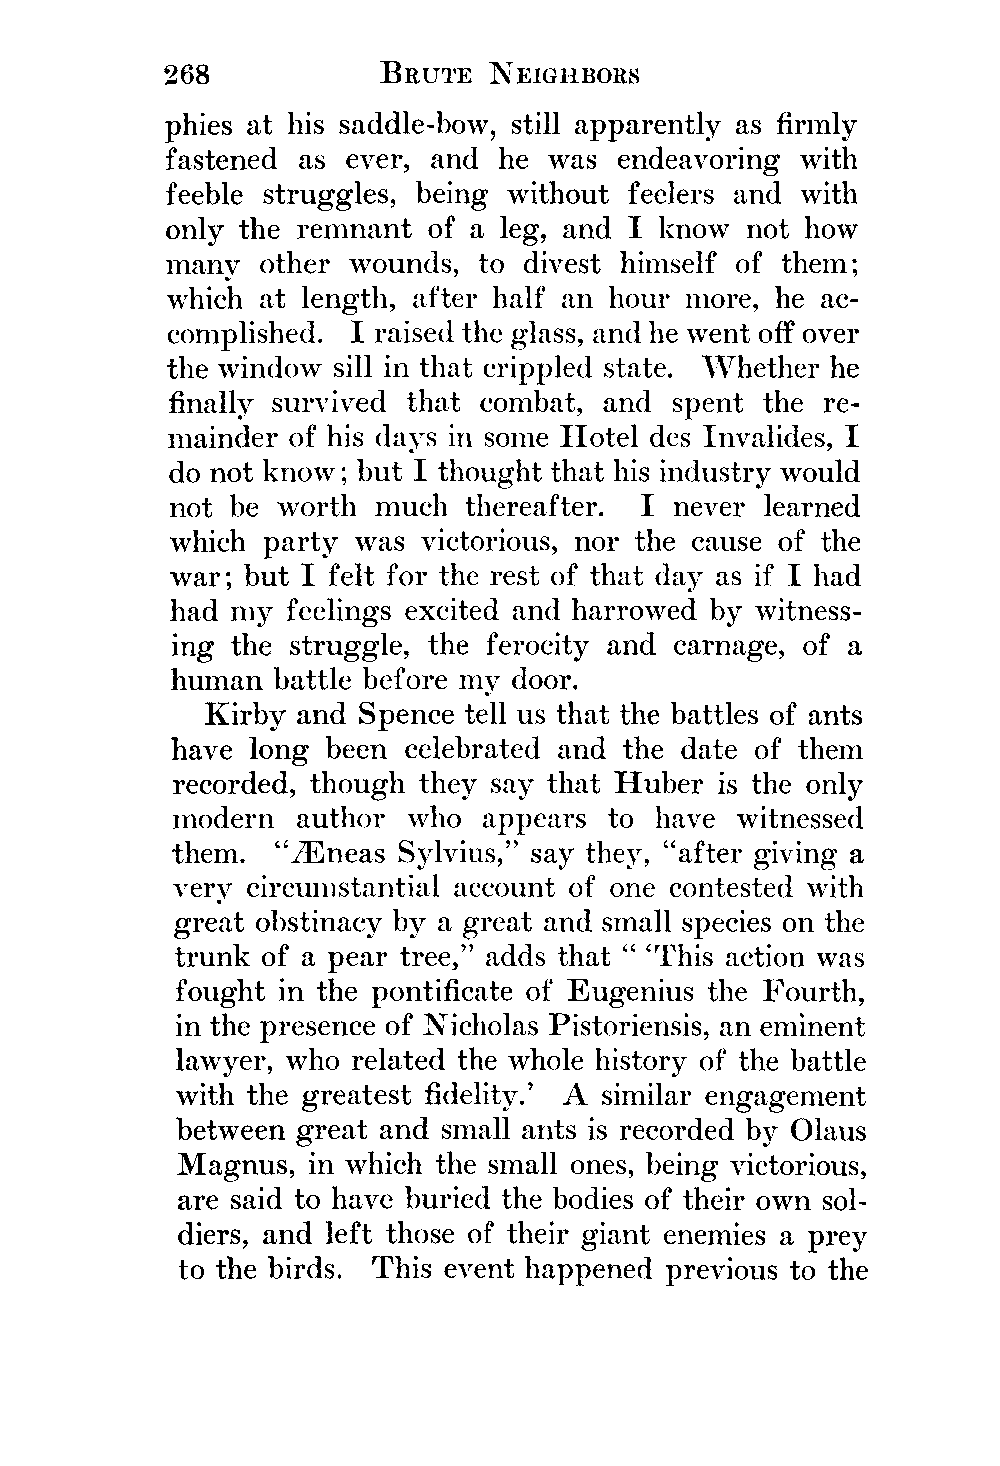 268 BRUTE NEIGHBORS
phies at his saddle-bow, still apparently as firmly
fastened as ever, and he was endeavoring with
feeble struggles, being without feelers and with
only the remnant of a leg, and I know not how
many other wounds, to divest himself of them;
which at length, after half an hour more, he ac-
complished. I raised the glass, and he went off over
the window sill in that crippled state. Whether he
finally survived that combat, and spent the re-
mainder of his days in some Hotel des Invalides, I
do not know; but I thought that his industry would
not be worth much thereafter. I never learned
which party was victorious, nor the cause of the
war; but I felt for the rest of that day as if I had
had my feelings excited and harrowed by witness-
ing the struggle, the ferocity and carnage, of a
human battle before my door.
Kirby and Spence tell us that the battles of ants
have long been celebrated and the date of them
recorded, though they say that Huber is the only
modern author who appears to have witnessed
them. “Æneas Sylvius,” say they, “after giving a
very circumstantial account of one contested with
great obstinacy by a great and small species on the
trunk of a pear tree,” adds that “ ‘This action was
fought in the pontificate of Eugenius the Fourth,
in the presence of Nicholas Pistoriensis, an eminent
lawyer, who related the whole history of the battle
with the greatest fidelity.’ A similar engagement
between great and small ants is recorded by Olaus
Magnus, in which the small ones, being victorious,
are said to have buried the bodies of their own sol-
diers, and left those of their giant enemies a prey
to the birds. This event happened previous to the